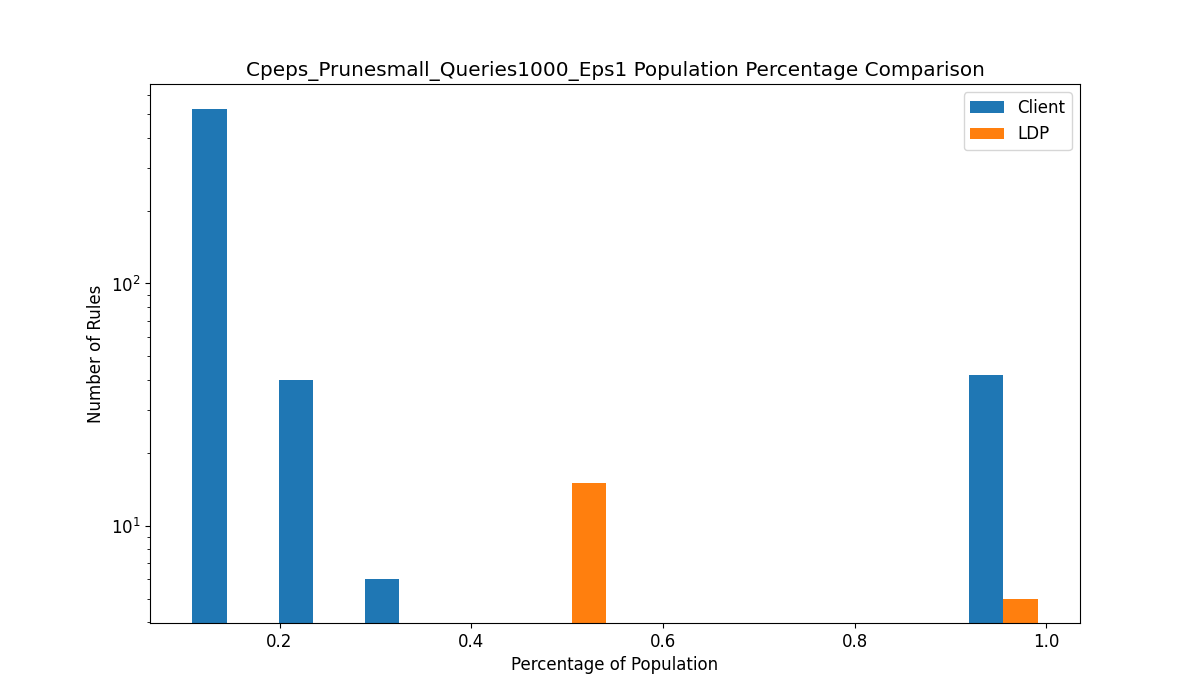 Cpeps_Prunesmall_Queries1000_Eps1 Population Percentage Comparison
Client
LDP
Number of Rules
10²
10¹
0.2 0.4 0.6 0.8 1.0
Percentage of Population